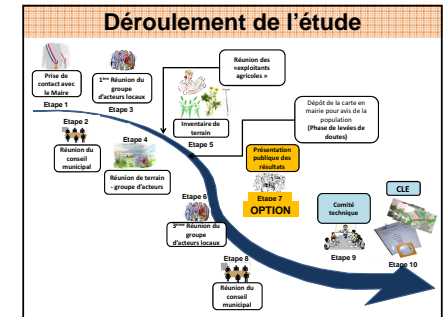 Déroulement de l'étude
Prise de
contact avec
le Maire
Etape 1
Etape 2
Réunion du
conseil
municipal
1ère Réunion du
groupe
d'acteurs locaux
Etape 3
Etape 4
Réunion de terrain
- groupe d'acteurs
Réunion des
«exploitants
agricoles »
Inventaire de
terrain
Etape 5
Dépôt de la carte en
mairie pour avis de la
population
(Phase de levées de
doutes)
Etape 6
3ème Réunion du
groupe
d'acteurs locaux
Présentation
publique des
résultats
Etape 7
OPTION
Etape 8
Réunion du
conseil
municipal
Comité
technique
Etape 9
CLE
Etape 10